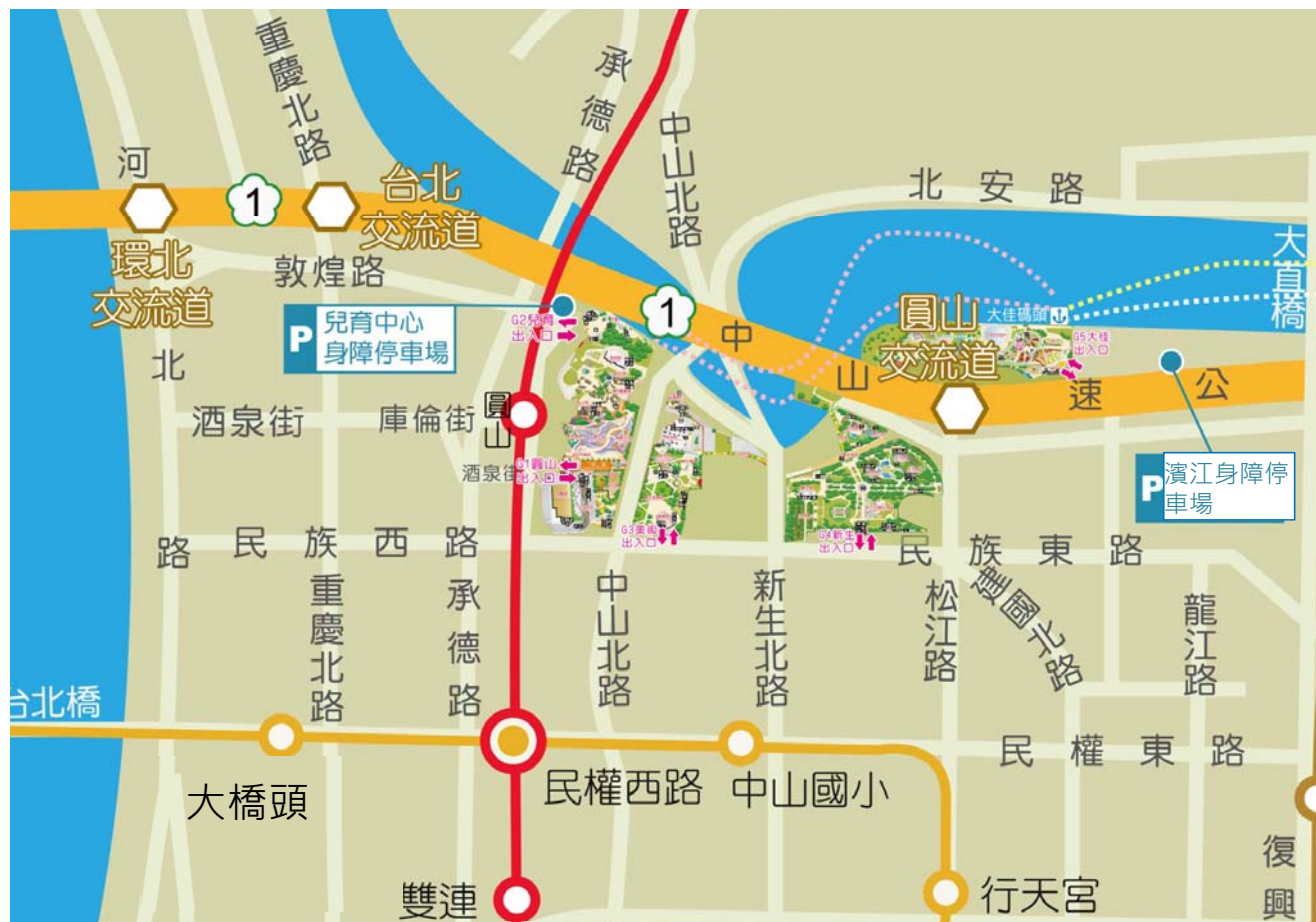 重慶北路
承德路
中山北路
河
1
台北
交流道
北安路
環北
交流道
敦煌路
大直橋
P
兒育中心
身障停車場
G2兒育
出入口
1
中
圓山
交流道
大佳碼頭
G5大佳
出入口
山
速
公
北
酒泉街
庫倫街
圓山
酒泉街
G1圓山
出入口
P
濱江身障停
車場
路
民族西路
G3美術
出入口
G4新生
出入口
民族東路
重慶北路
承德路
中山北路
新生北路
松江路
建國北路
龍江路
台北橋
大橋頭
民權西路
中山國小
民權東路
雙連
行天宮
復興